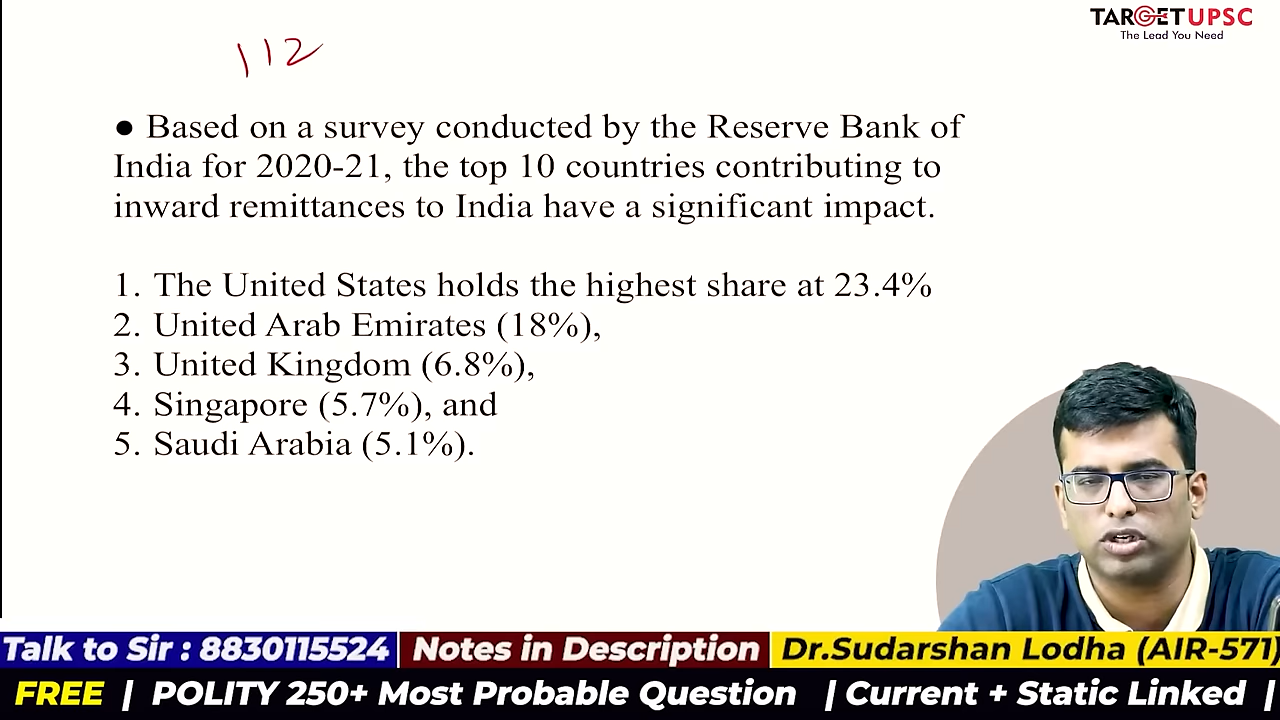 TARGETUPSC
The Lead You Need
112
● Based on a survey conducted by the Reserve Bank of
India for 2020-21, the top 10 countries contributing to
inward remittances to India have a significant impact.
1. The United States holds the highest share at 23.4%
2. United Arab Emirates (18%),
3. United Kingdom (6.8%),
4. Singapore (5.7%), and
5. Saudi Arabia (5.1%).
Talk to Sir : 8830115524 Notes in Description Dr.Sudarshan Lodha (AIR-571)
FREE | POLITY 250+ Most Probable Question | Current + Static Linked |